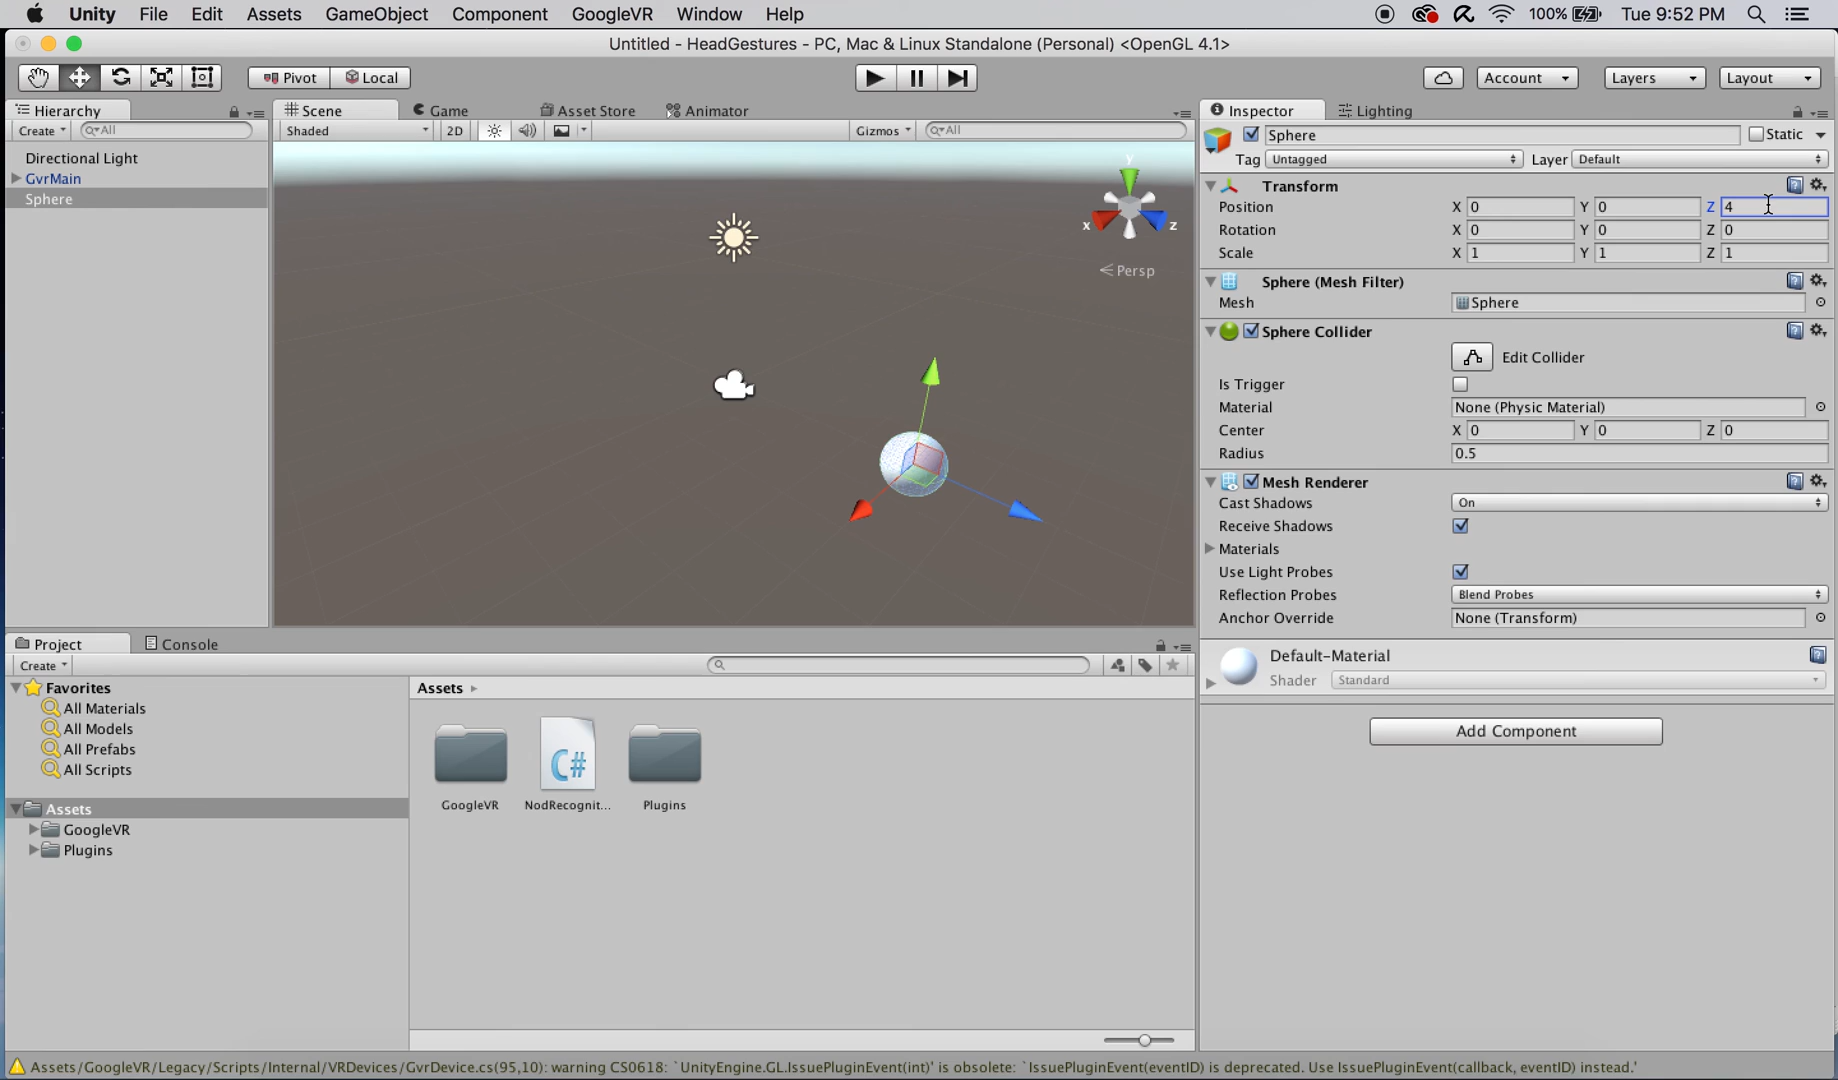 Unity File Edit Assets GameObject Component GoogleVR Window Help 100% Tue 9:52 PM
Untitled - HeadGestures - PC, Mac & Linux Standalone (Personal) <OpenGL 4.1>
Pivot Local Account Layers Layout
Hierarchy Scene Game Asset Store Animator Inspector Lighting
Create All Shaded 2D Gizmos All Sphere Static
Tag Untagged Layer Default
Directional Light
GvrMain
Sphere
y
x z
Persp
Transform
Position X 0 Y 0 Z 4
Rotation X 0 Y 0 Z 0
Scale X 1 Y 1 Z 1
Sphere (Mesh Filter)
Mesh Sphere
Sphere Collider
Edit Collider
Is Trigger
Material None (Physic Material)
Center X 0 Y 0 Z 0
Radius 0.5
Mesh Renderer
Cast Shadows On
Receive Shadows
Materials
Use Light Probes
Reflection Probes Blend Probes
Anchor Override None (Transform)
Default-Material
Shader Standard
Add Component
Project Console
Create
Favorites
All Materials
All Models
All Prefabs
All Scripts
Assets
GoogleVR
Plugins
Assets
C#
GoogleVR NodRecognit... Plugins
Assets/GoogleVR/Legacy/Scripts/Internal/VRDevices/GvrDevice.cs(95,10): warning CS0618: `UnityEngine.GL.IssuePluginEvent(int)' is obsolete: `IssuePluginEvent(eventID) is deprecated. Use IssuePluginEvent(callback, eventID) instead.'